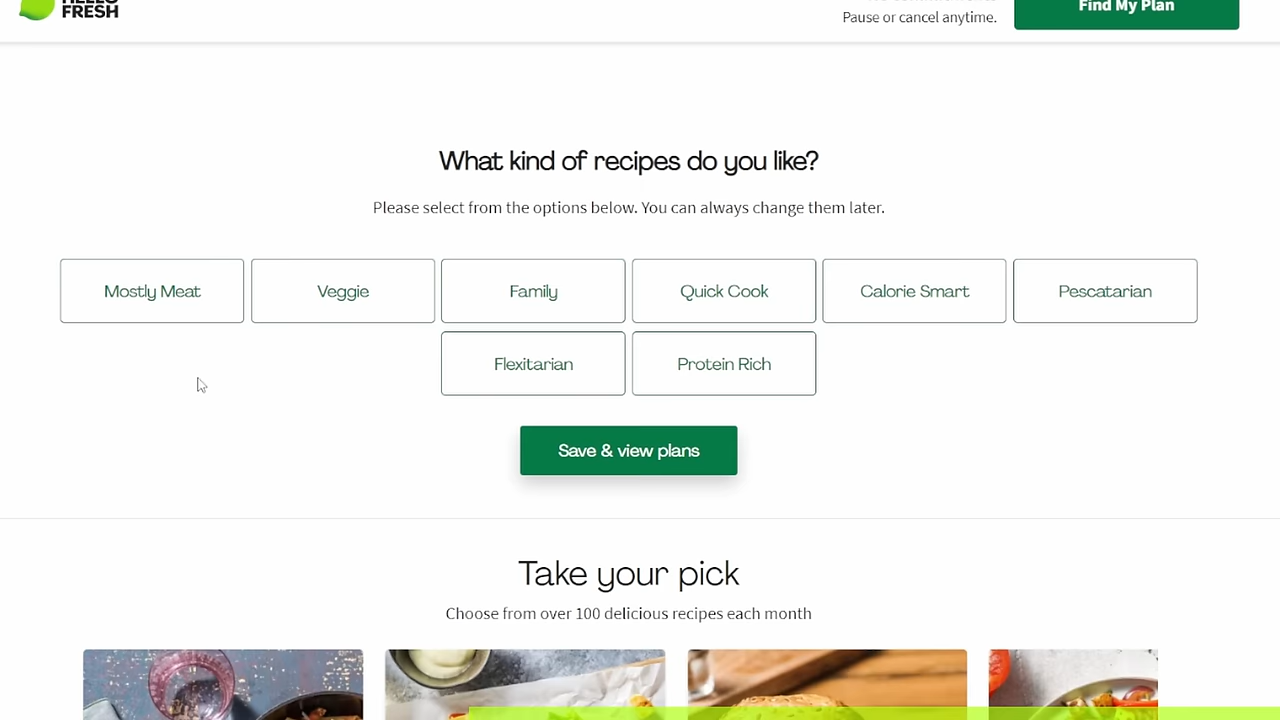 FRESH
Pause or cancel anytime.
Find My Plan
What kind of recipes do you like?
Please select from the options below. You can always change them later.
Mostly Meat
Veggie
Family
Quick Cook
Calorie Smart
Pescatarian
Flexitarian
Protein Rich
Save & view plans
Take your pick
Choose from over 100 delicious recipes each month